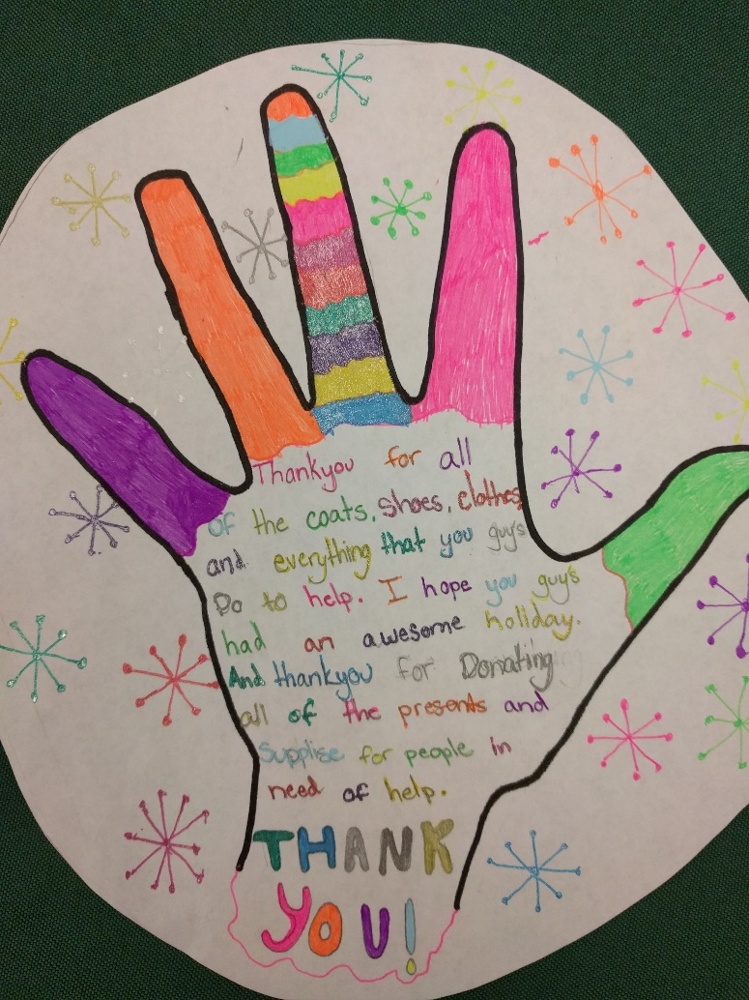 Thankyou for all
of the coats, shoes, clothes,
and everything that you guys
Do to help. I hope you guys
had an awesome holiday.
And thankyou for Donating
all of the presents and
Supplise for people in
need of help.
THANK
YOU!